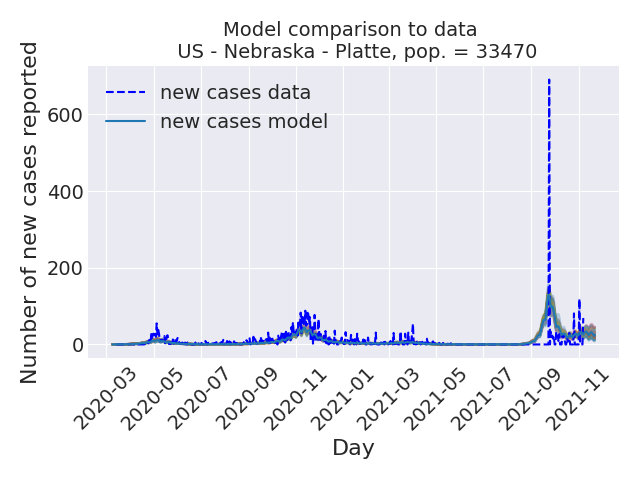 Model comparison to data
US - Nebraska - Platte, pop. = 33470
Number of new cases reported
new cases data
new cases model
600
400
200
0
2020-03
2020-05
2020-07
2020-09
2020-11
2021-01
2021-03
2021-05
2021-07
2021-09
2021-11
Day